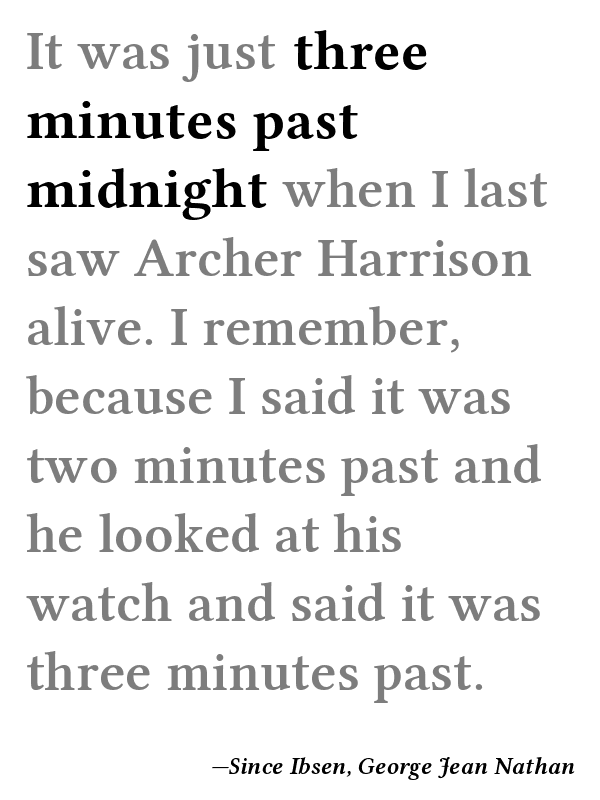 It was just three
minutes past
midnight when I last
saw Archer Harrison
alive. I remember,
because I said it was
two minutes past and
he looked at his
watch and said it was
three minutes past.
—Since Ibsen, George Jean Nathan